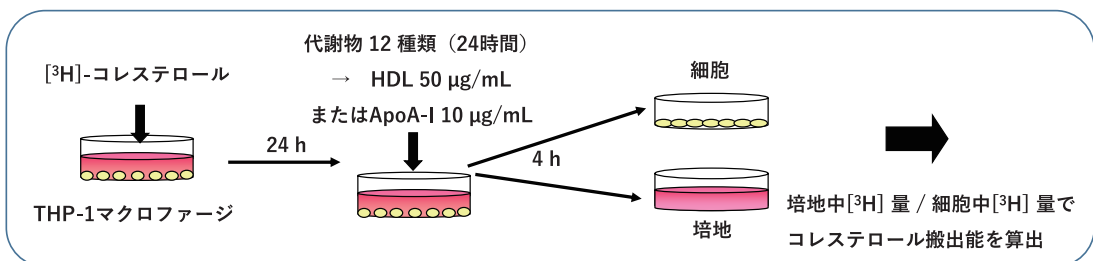 [³H]-コレステロール
THP-1マクロファージ
24 h
代謝物 12 種類（24時間）
→ HDL 50 µg/mL
またはApoA-I 10 µg/mL
4 h
細胞
培地
培地中[³H] 量 / 細胞中[³H] 量で
コレステロール搬出能を算出